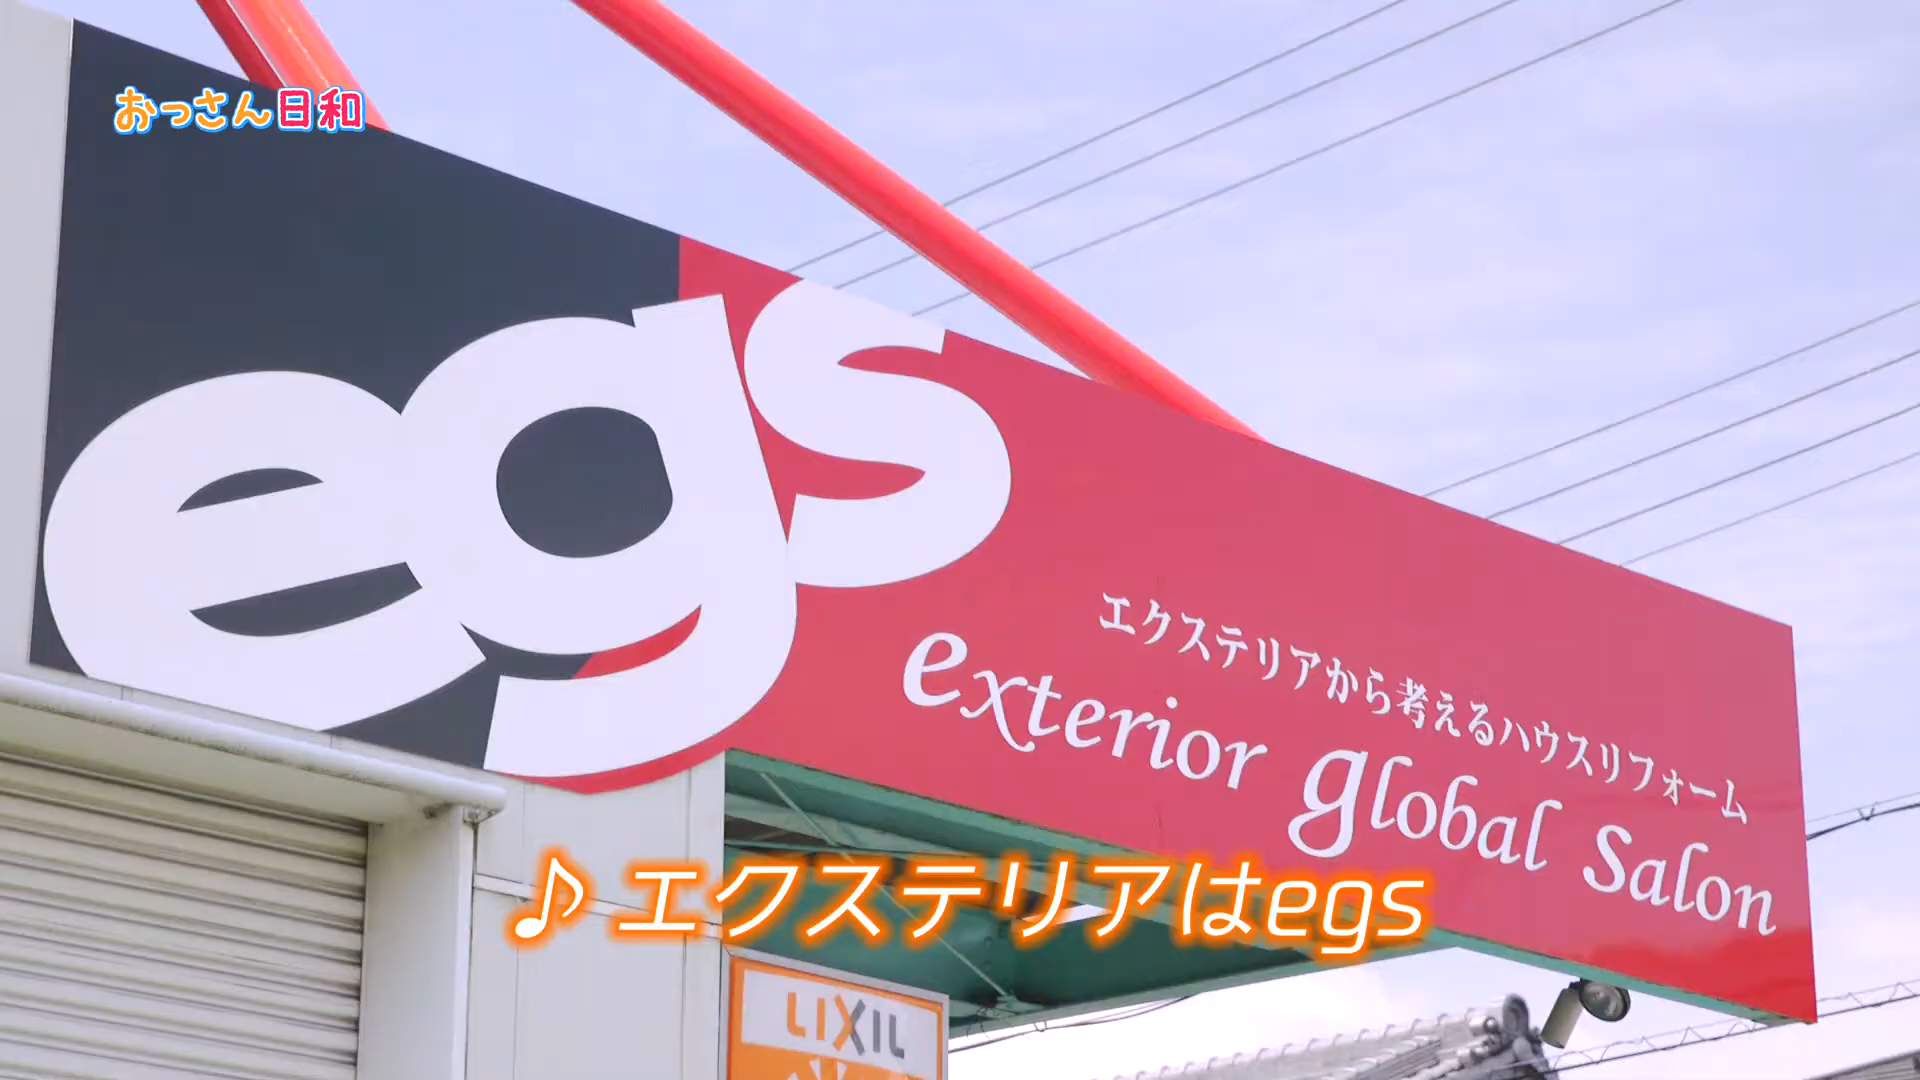 おっさん日和
egs
エクステリアから考えるハウスリフォーム
exterior global Salon
♪エクステリアはegs
LIXIL